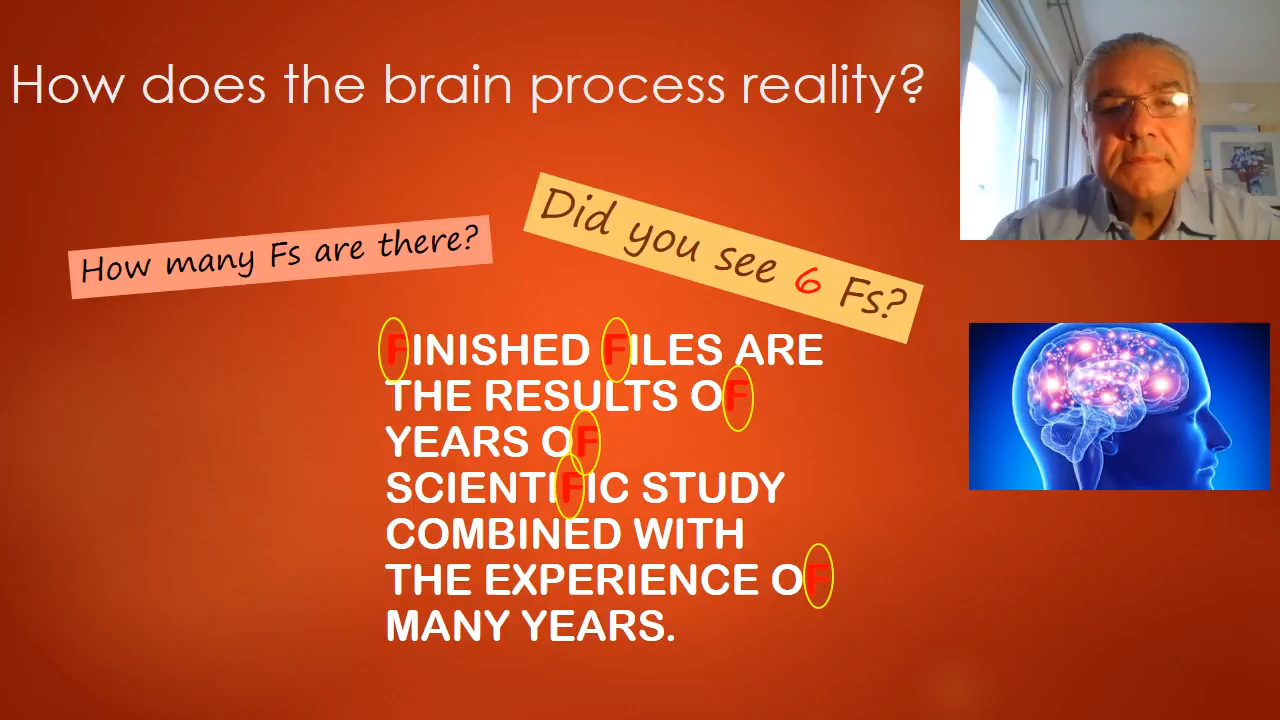 How does the brain process reality?
How many Fs are there?
Did you see 6 Fs?
FINISHED FILES ARE
THE RESULTS OF
YEARS OF
SCIENTIFIC STUDY
COMBINED WITH
THE EXPERIENCE OF
MANY YEARS.